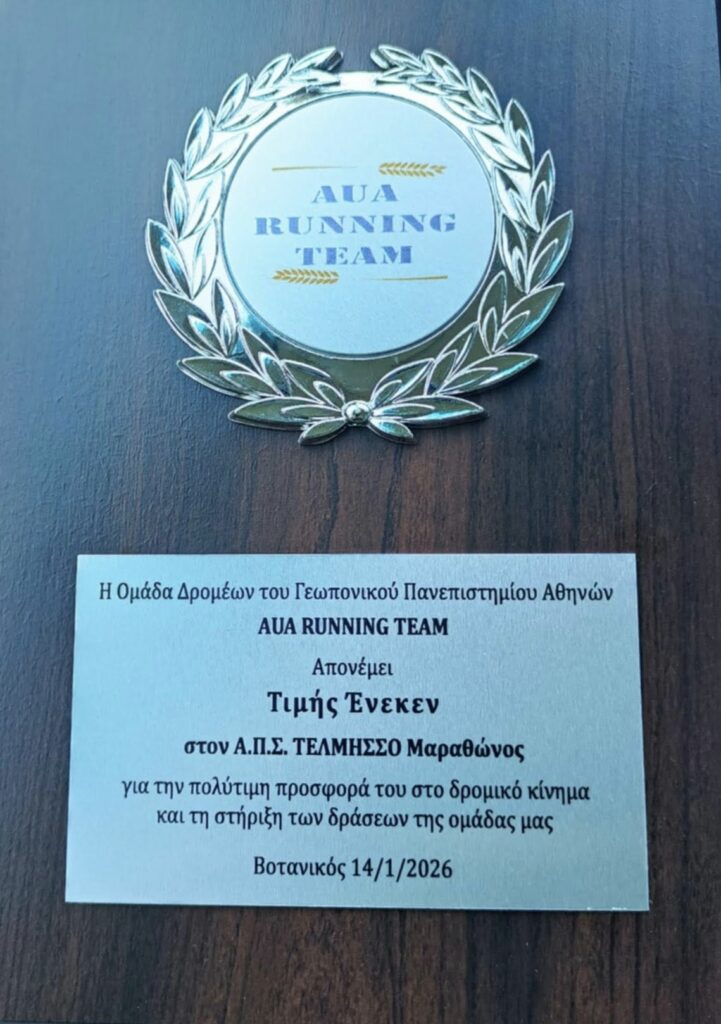 AUA
RUNNING
TEAM
Η Ομάδα Δρομέων του Γεωπονικού Πανεπιστημίου Αθηνών
AUA RUNNING TEAM
Απονέμει
Τιμής Ένεκεν
στον Α.Π.Σ. ΤΕΛΜΗΣΣΟ Μαραθώνος
για την πολύτιμη προσφορά του στο δρομικό κίνημα
και τη στήριξη των δράσεων της ομάδας μας
Βοτανικός 14/1/2026